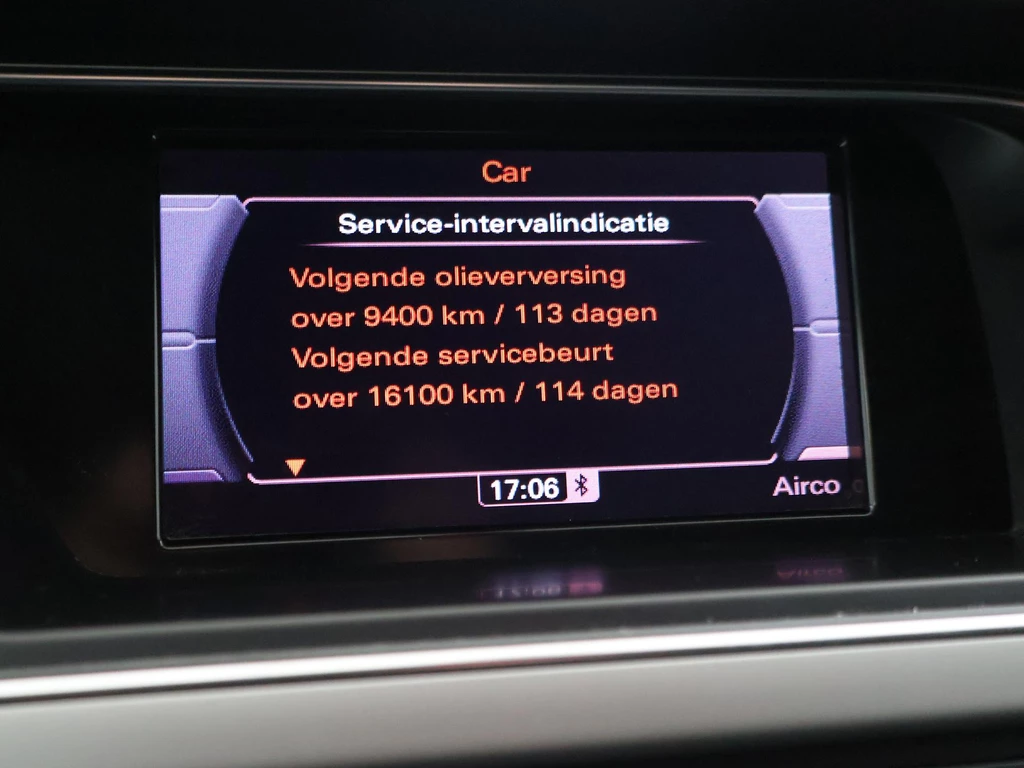 Car
Service-intervalindicatie
Volgende olieverversing
over 9400 km / 113 dagen
Volgende servicebeurt
over 16100 km / 114 dagen
17:06
Airco